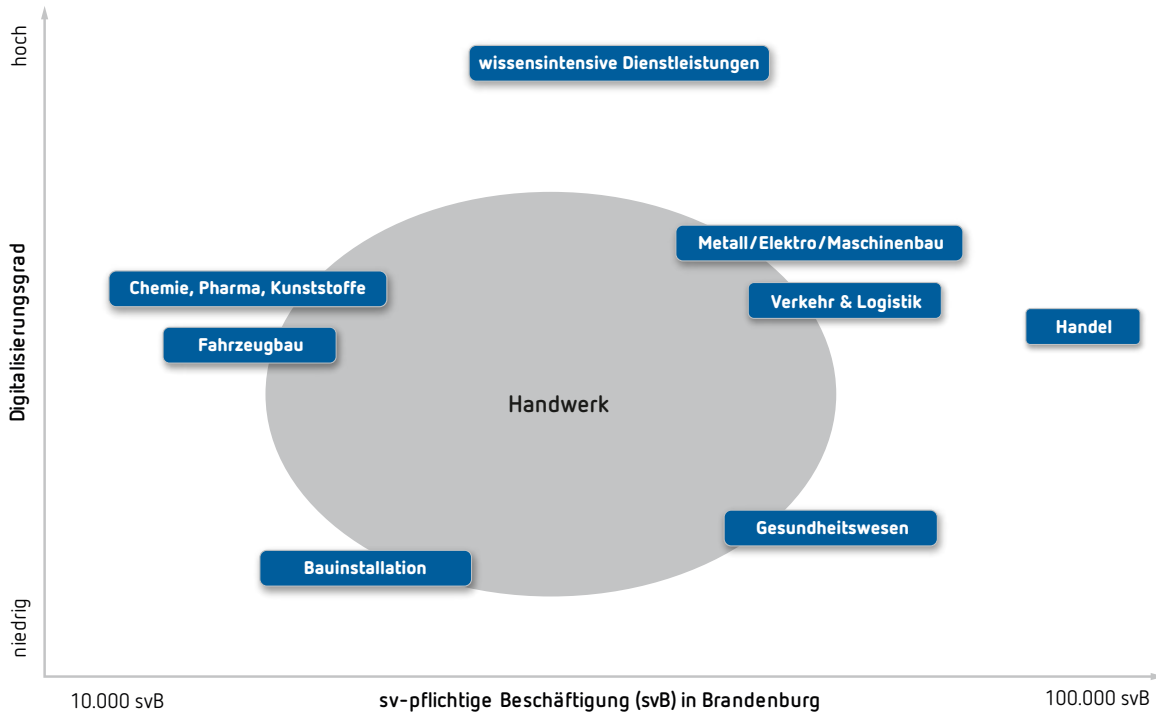 hoch
wissensintensive Dienstleistungen
Metall/Elektro/Maschinenbau
Chemie, Pharma, Kunststoffe
Verkehr & Logistik
Handel
Fahrzeugbau
Digitalisierungsgrad
Handwerk
Gesundheitswesen
Bauinstallation
niedrig
10.000 svB
sv-pflichtige Beschäftigung (svB) in Brandenburg
100.000 svB